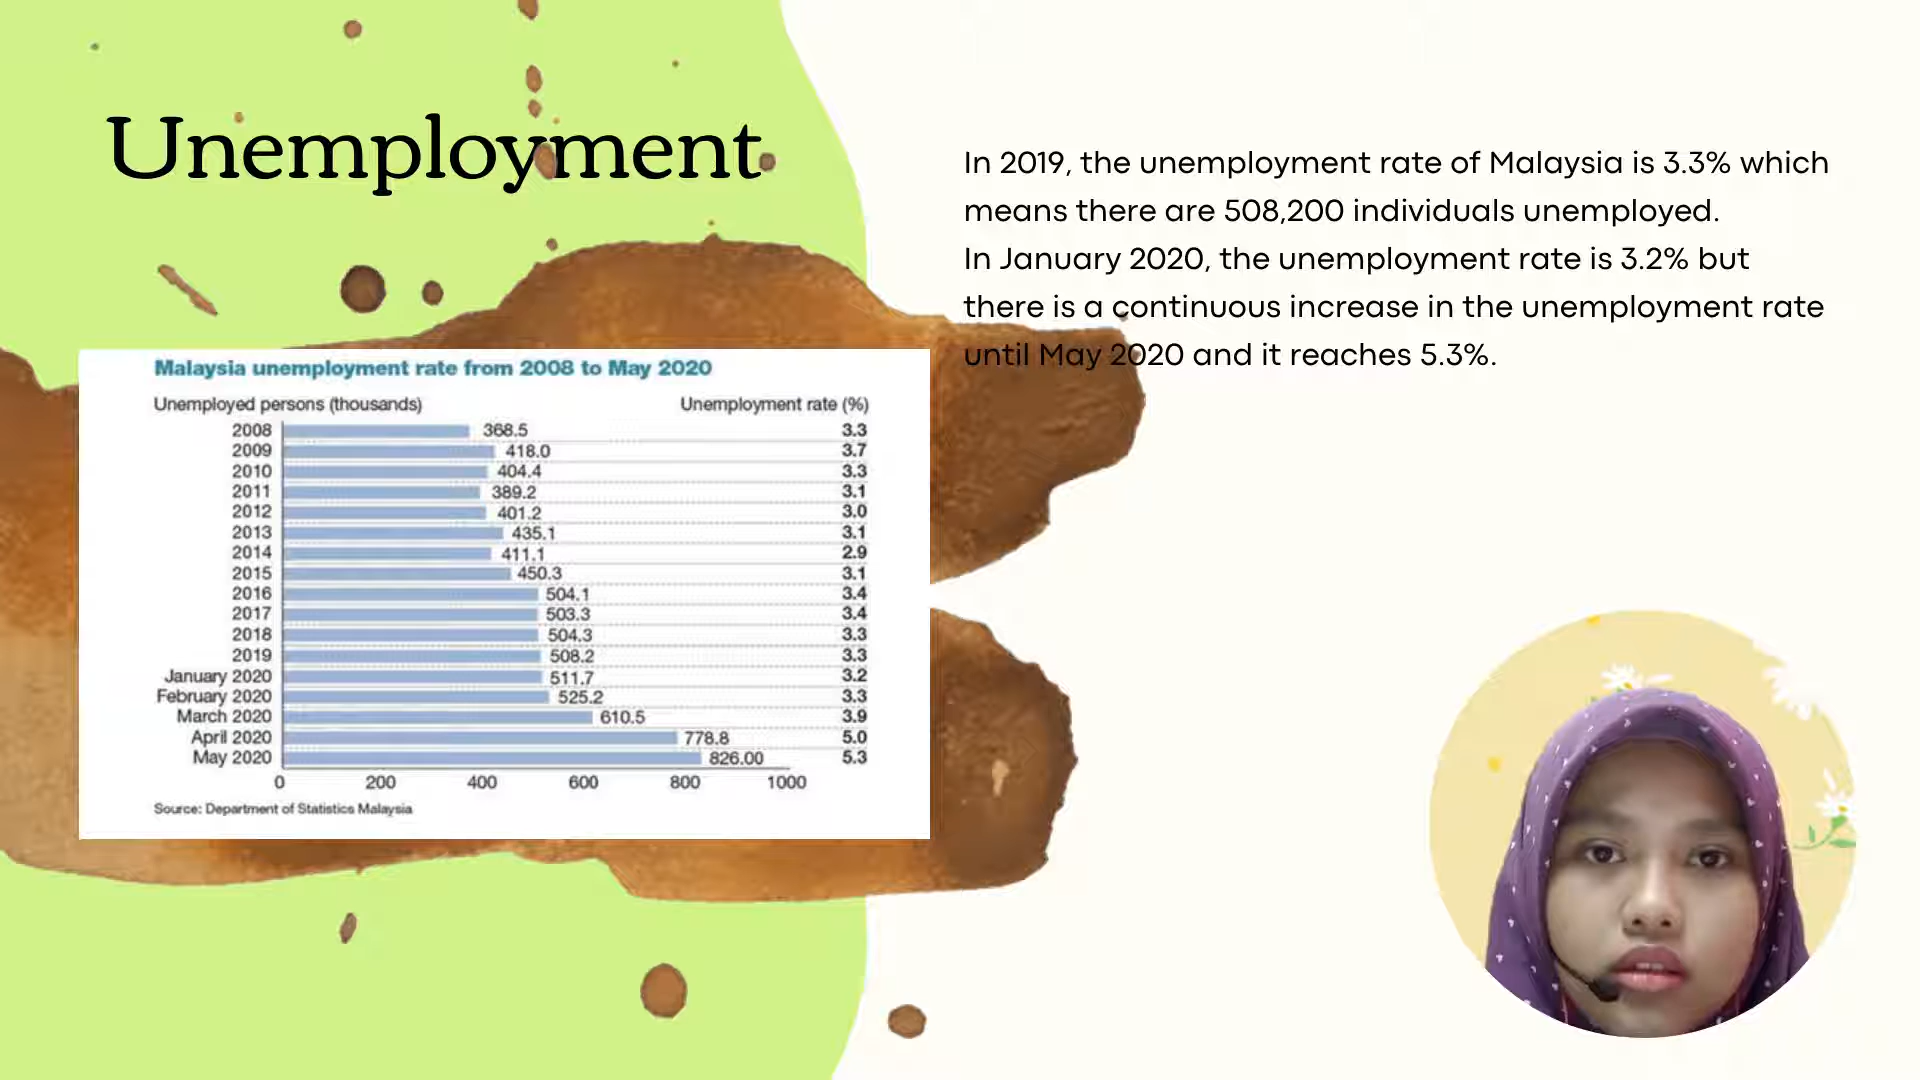 Unemployment
In 2019, the unemployment rate of Malaysia is 3.3% which
means there are 508,200 individuals unemployed.
In January 2020, the unemployment rate is 3.2% but
there is a continuous increase in the unemployment rate
until May 2020 and it reaches 5.3%.
Malaysia unemployment rate from 2008 to May 2020
Unemployed persons (thousands) Unemployment rate (%)
2008 368.5 3.3
2009 418.0 3.7
2010 404.4 3.3
2011 389.2 3.1
2012 401.2 3.0
2013 435.1 3.1
2014 411.1 2.9
2015 450.3 3.1
2016 504.1 3.4
2017 503.3 3.4
2018 504.3 3.3
2019 508.2 3.3
January 2020 511.7 3.2
February 2020 525.2 3.3
March 2020 610.5 3.9
April 2020 778.8 5.0
May 2020 826.00 5.3
0 200 400 600 800 1000
Source: Department of Statistics Malaysia